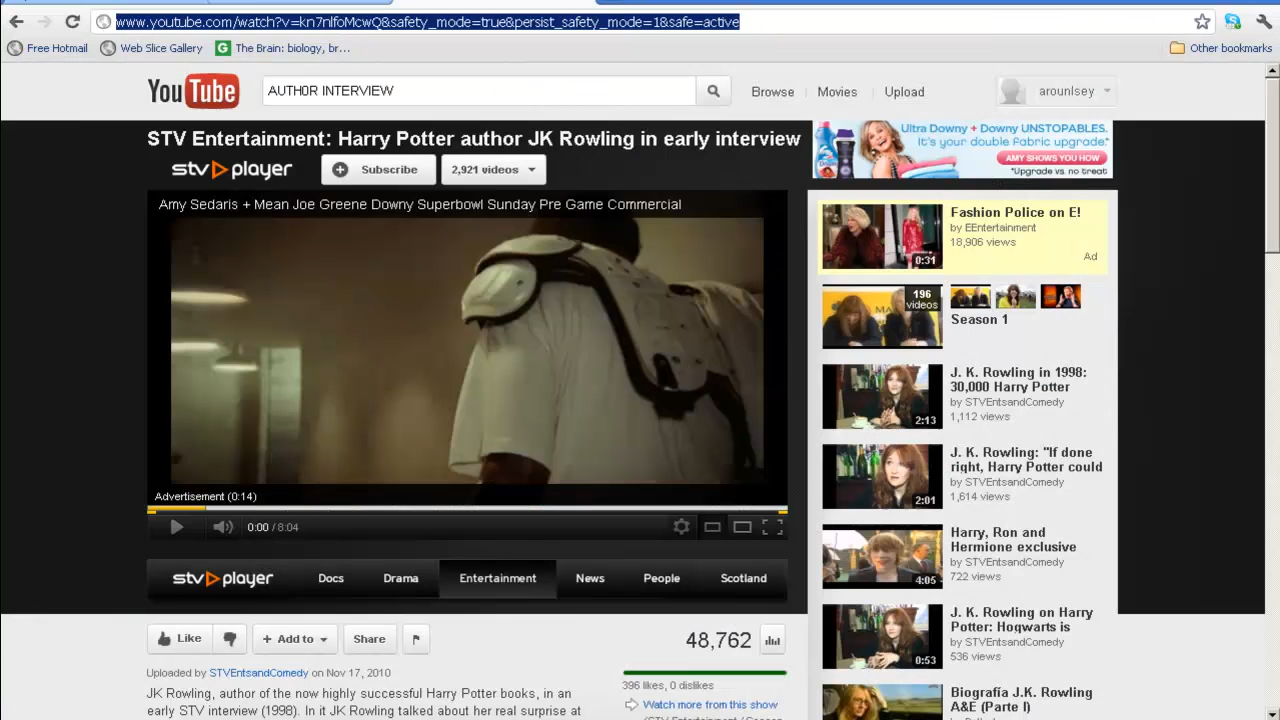 www.youtube.com/watch?v=kn7nlfoMcwQ&safety_mode=true&persist_safety_mode=1&safe=active
Free Hotmail
Web Slice Gallery
The Brain: biology, br...
Other bookmarks
YouTube
AUTHOR INTERVIEW
Browse
Movies
Upload
arounlsey
STV Entertainment: Potter author JK Rowling in early interview
stv player
Subscribe
2,921 videos
Ultra Downy + Downy UNSTOPABLES.
It's your double Fabric upgrade.*
AMY SHOWS YOU HOW
*Upgrade vs. no treat!
Amy Sedaris + Mean Joe Greene Downy Superbowl Sunday Pre Game Commercial
Advertisement (0:14)
0:00 / 8:04
stv player
Docs
Drama
Entertainment
News
People
Scotland
Like
+ Add to
Share
48,762
Uploaded by STVEntsandComedy on Nov 17, 2010
396 likes, 0 dislikes
JK Rowling, author of the now highly successful Harry Potter books, in an
early STV interview (1998). In it JK Rowling talked about her real surprise at
Watch more from this show
Fashion Police on E!
by EEntertainment
18,906 views
Ad
0:31
196
videos
Season 1
J. K. Rowling in 1998:
30,000 Harry Potter
by STVEntsandComedy
1,112 views
2:13
J. K. Rowling: "If done
right, Harry Potter could
by STVEntsandComedy
1,614 views
2:01
Harry, Ron and
Hermione exclusive
by STVEntsandComedy
722 views
4:05
J. K. Rowling on Harry
Potter: Hogwarts is
by STVEntsandComedy
536 views
0:53
Biografía J.K. Rowling
A&E (Parte I)